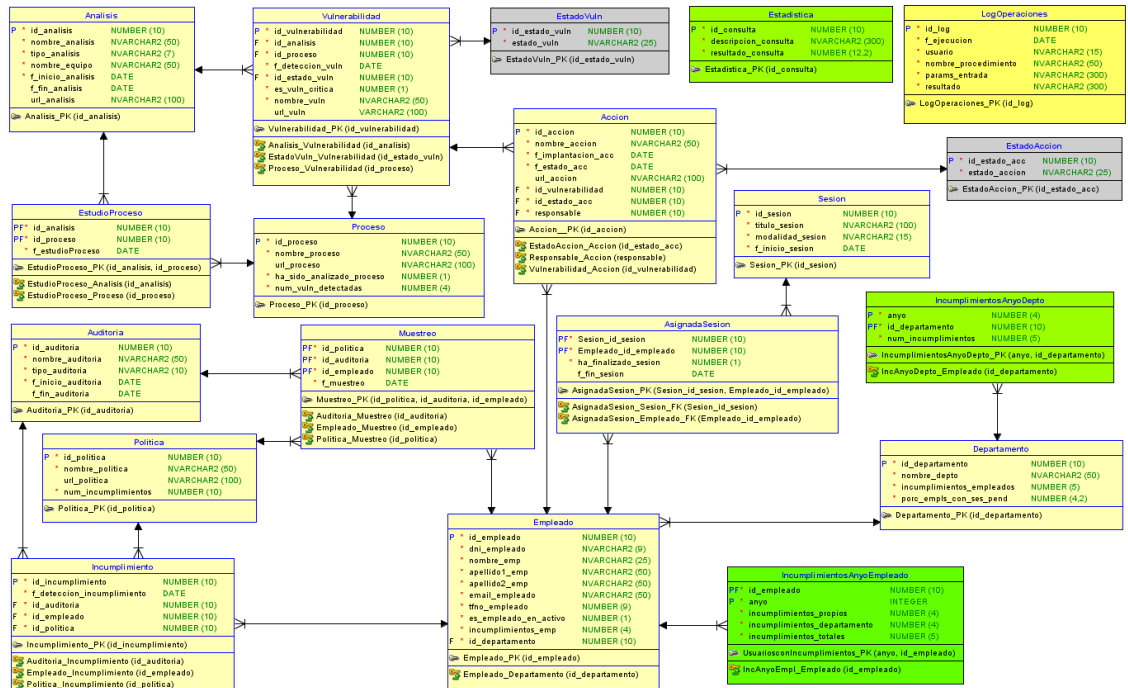 Analisis
P * id_analisis NUMBER (10)
* nombre_analisis NVARCHAR2 (50)
* tipo_analisis NVARCHAR2 (7)
* nombre_equipo NVARCHAR2 (50)
* f_inicio_analisis DATE
f_fin_analisis DATE
url_analisis NVARCHAR2 (100)
Analisis_PK (id_analisis)
Vulnerabilidad
P * id_vulnerabilidad NUMBER (10)
F * id_analisis NUMBER (10)
F * id_proceso NUMBER (10)
* f_deteccion_vuln DATE
F * id_estado_vuln NUMBER (10)
* es_vuln_critica NUMBER (1)
* nombre_vuln NVARCHAR2 (50)
url_vuln VARCHAR2 (100)
Vulnerabilidad_PK (id_vulnerabilidad)
Analisis_Vulnerabilidad (id_analisis)
EstadoVuln_Vulnerabilidad (id_estado_vuln)
Proceso_Vulnerabilidad (id_proceso)
EstadoVuln
P * id_estado_vuln NUMBER (10)
* estado_vuln NVARCHAR2 (25)
EstadoVuln_PK (id_estado_vuln)
Estadistica
P * id_consulta NUMBER (10)
* descripcion_consulta NVARCHAR2 (300)
* resultado_consulta NUMBER (12,2)
Estadistica_PK (id_consulta)
LogOperaciones
P * id_log NUMBER (10)
* f_ejecucion DATE
* usuario NVARCHAR2 (15)
* nombre_procedimiento NVARCHAR2 (50)
* params_entrada NVARCHAR2 (300)
* resultado NVARCHAR2 (300)
LogOperaciones_PK (id_log)
Accion
P * id_accion NUMBER (10)
* nombre_accion NVARCHAR2 (50)
* f_implantacion_acc DATE
* f_estado_acc DATE
url_accion NVARCHAR2 (100)
F * id_vulnerabilidad NUMBER (10)
F * id_estado_acc NUMBER (10)
F * responsable NUMBER (10)
Accion__PK (id_accion)
EstadoAccion_Accion (id_estado_acc)
Responsable_Accion (responsable)
Vulnerabilidad_Accion (id_vulnerabilidad)
EstadoAccion
P * id_estado_acc NUMBER (10)
* estado_accion NVARCHAR2 (25)
EstadoAccion_PK (id_estado_acc)
EstudioProceso
PF* id_analisis NUMBER (10)
PF* id_proceso NUMBER (10)
* f_estudioProceso DATE
EstudioProceso_PK (id_analisis, id_proceso)
EstudioProceso_Analisis (id_analisis)
EstudioProceso_Proceso (id_proceso)
Proceso
P * id_proceso NUMBER (10)
* nombre_proceso NVARCHAR2 (50)
url_proceso NVARCHAR2 (100)
* ha_sido_analizado_proceso NUMBER (1)
* num_vuln_detectadas NUMBER (4)
Proceso_PK (id_proceso)
Sesion
P * id_sesion NUMBER (10)
* titulo_sesion NVARCHAR2 (100)
* modalidad_sesion NVARCHAR2 (15)
* f_inicio_sesion DATE
Sesion_PK (id_sesion)
Auditoria
P * id_auditoria NUMBER (10)
* nombre_auditoria NVARCHAR2 (50)
* tipo_auditoria NVARCHAR2 (10)
* f_inicio_auditoria DATE
f_fin_auditoria DATE
Auditoria_PK (id_auditoria)
Muestreo
PF* id_politica NUMBER (10)
PF* id_auditoria NUMBER (10)
PF* id_empleado NUMBER (10)
* f_muestreo DATE
Muestreo_PK (id_politica, id_auditoria, id_empleado)
Auditoria_Muestreo (id_auditoria)
Empleado_Muestreo (id_empleado)
Politica_Muestreo (id_politica)
AsignadaSesion
PF* Sesion_id_sesion NUMBER (10)
PF* Empleado_id_empleado NUMBER (10)
* ha_finalizado_sesion NUMBER (1)
f_fin_sesion DATE
AsignadaSesion_PK (Sesion_id_sesion, Empleado_id_empleado)
AsignadaSesion_Sesion_FK (Sesion_id_sesion)
AsignadaSesion_Empleado_FK (Empleado_id_empleado)
IncumplimientosAnyoDepto
P * anyo NUMBER (4)
PF* id_departamento NUMBER (10)
* num_incumplimientos NUMBER (5)
IncumplimientosAnyoDepto_PK (anyo, id_departamento)
IncAnyoDepto_Empleado (id_departamento)
Politica
P * id_politica NUMBER (10)
* nombre_politica NVARCHAR2 (50)
url_politica NVARCHAR2 (100)
* num_incumplimientos NUMBER (10)
Politica_PK (id_politica)
Departamento
P * id_departamento NUMBER (10)
* nombre_depto NVARCHAR2 (50)
* incumplimientos_empleados NUMBER (5)
* porc_empls_con_ses_pend NUMBER (4,2)
Departamento_PK (id_departamento)
Empleado
P * id_empleado NUMBER (10)
* dni_empleado NVARCHAR2 (9)
* nombre_emp NVARCHAR2 (25)
* apellido1_emp NVARCHAR2 (50)
* apellido2_emp NVARCHAR2 (50)
* email_empleado NVARCHAR2 (50)
* tfno_empleado NUMBER (9)
* es_empleado_en_activo NUMBER (1)
* incumplimientos_emp NUMBER (4)
F * id_departamento NUMBER (10)
Empleado_PK (id_empleado)
Empleado_Departamento (id_departamento)
Incumplimiento
P * id_incumplimiento NUMBER (10)
* f_deteccion_incumplimiento DATE
F * id_auditoria NUMBER (10)
F * id_empleado NUMBER (10)
F * id_politica NUMBER (10)
Incumplimiento_PK (id_incumplimiento)
Auditoria_Incumplimiento (id_auditoria)
Empleado_Incumplimiento (id_empleado)
Politica_Incumplimiento (id_politica)
IncumplimientosAnyoEmpleado
PF* id_empleado NUMBER (10)
P * anyo INTEGER
* incumplimientos_propios NUMBER (4)
* incumplimientos_departamento NUMBER (4)
* incumplimientos_totales NUMBER (5)
UsuariosconIncumplimientos_PK (anyo, id_empleado)
IncAnyoEmpl_Empleado (id_empleado)